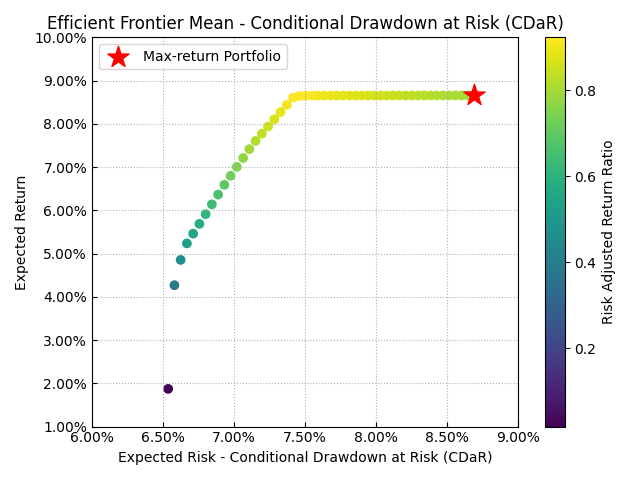 Efficient Frontier Mean - Conditional Drawdown at Risk (CDaR)
Max-return Portfolio
Expected Return
10.00%
9.00%
8.00%
7.00%
6.00%
5.00%
4.00%
3.00%
2.00%
1.00%
6.00% 6.50% 7.00% 7.50% 8.00% 8.50% 9.00%
Expected Risk - Conditional Drawdown at Risk (CDaR)
0.8
0.6
0.4
0.2
Risk Adjusted Return Ratio